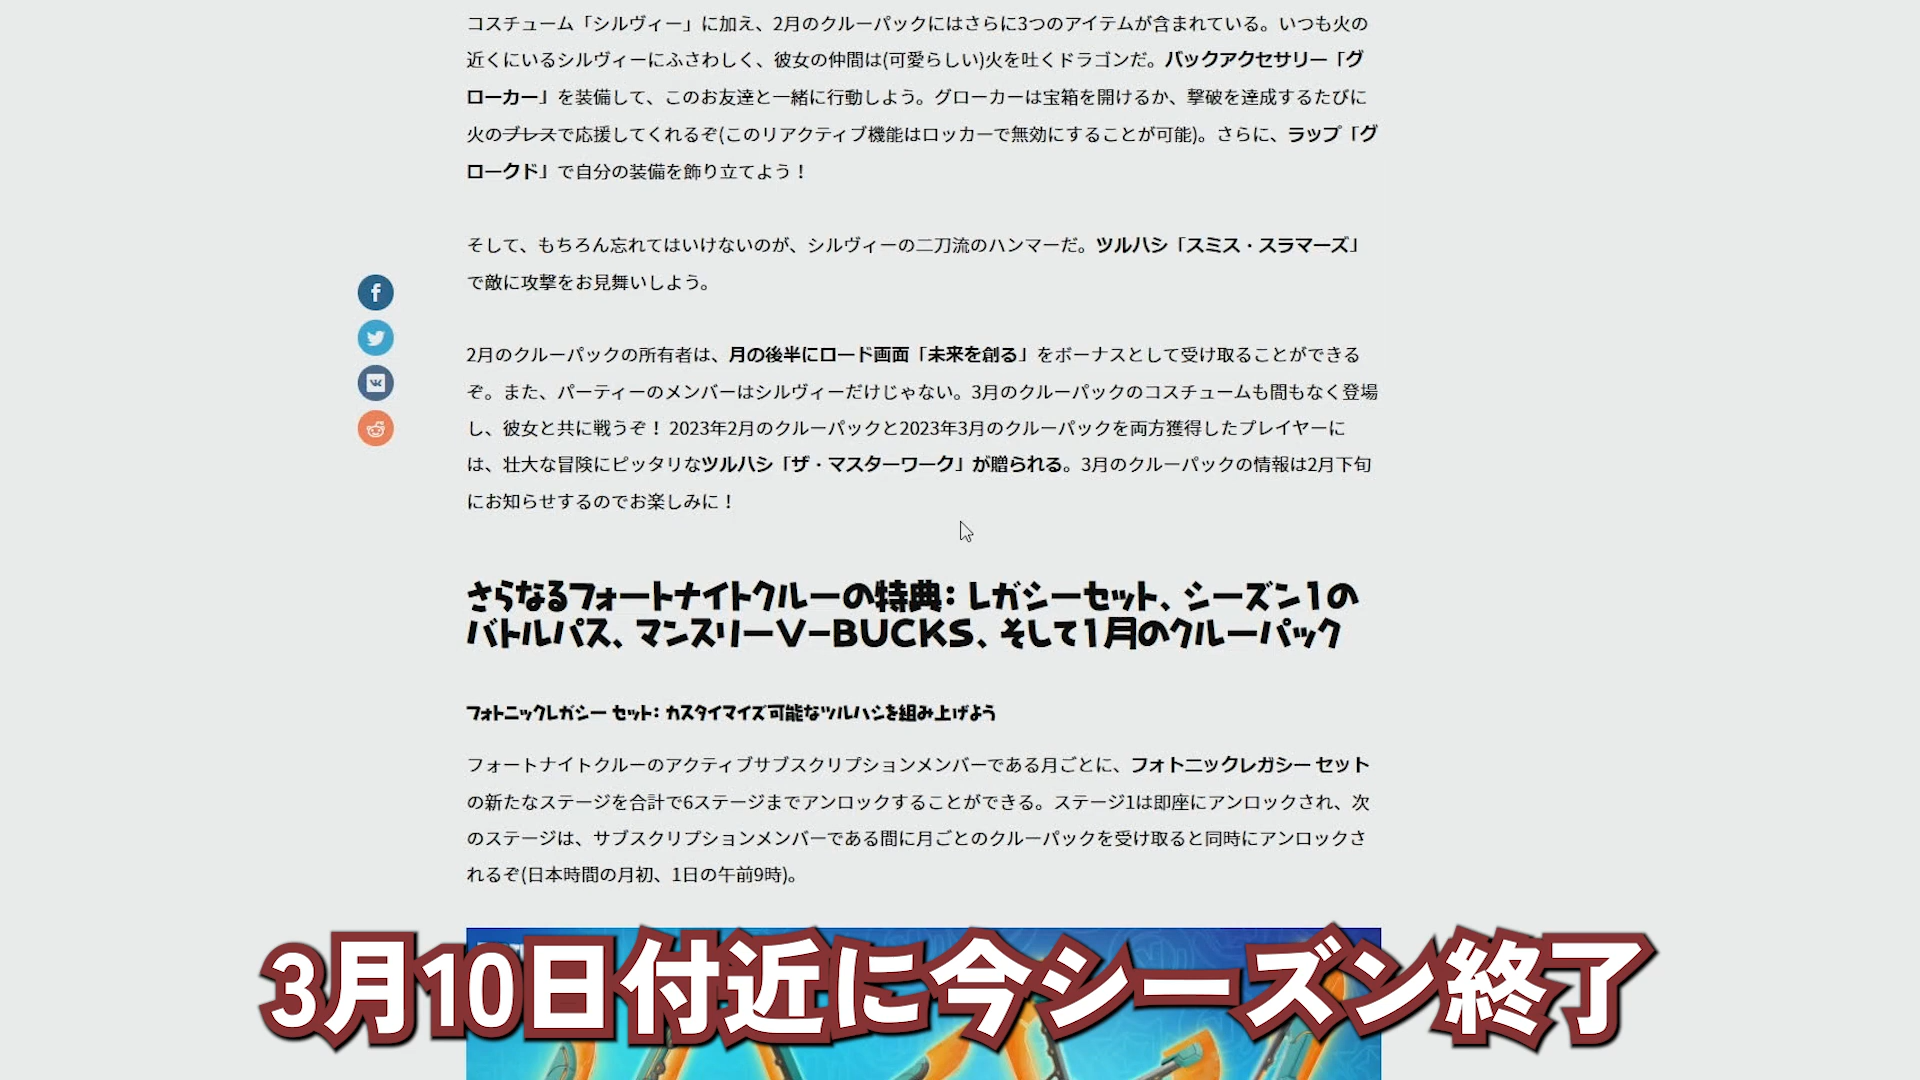 コスチューム「シルヴィー」に加え、2月のクルーパックにはさらに3つのアイテムが含まれている。いつも火の
近くにいるシルヴィーにふさわしく、彼女の仲間は(可愛らしい)火を吐くドラゴンだ。バックアクセサリー「グ
ローカー」を装備して、このお友達と一緒に行動しよう。グローカーは宝箱を開けるか、撃破を達成するたびに
火のブレスで応援してくれるぞ(このリアクティブ機能はロッカーで無効にすることが可能)。さらに、ラップ「グ
ロークド」で自分の装備を飾り立てよう！
そして、もちろん忘れてはいけないのが、シルヴィーの二刀流のハンマーだ。ツルハシ「スミス・スラマーズ」
で敵に攻撃をお見舞いしよう。
2月のクルーパックの所有者は、月の後半にロード画面「未来を創る」をボーナスとして受け取ることができる
ぞ。また、パーティーのメンバーはシルヴィーだけじゃない。3月のクルーパックのコスチュームも間もなく登場
し、彼女と共に戦うぞ！ 2023年2月のクルーパックと2023年3月のクルーパックを両方獲得したプレイヤーに
は、壮大な冒険にピッタリなツルハシ「ザ・マスターワーク」が贈られる。3月のクルーパックの情報は2月下旬
にお知らせするのでお楽しみに！
さらなるフォートナイトクルーの特典: レガシーセット、シーズン1の
バトルパス、マンスリーV-BUCKS、そして1月のクルーパック
フォトニックレガシー セット: カスタイマイズ可能なツルハシを組み上げよう
フォートナイトクルーのアクティブサブスクリプションメンバーである月ごとに、フォトニックレガシー セット
の新たなステージを合計で6ステージまでアンロックすることができる。ステージ1は即座にアンロックされ、次
のステージは、サブスクリプションメンバーである間に月ごとのクルーパックを受け取ると同時にアンロックさ
れるぞ(日本時間の月初、1日の午前9時)。
3月10日付近に今シーズン終了